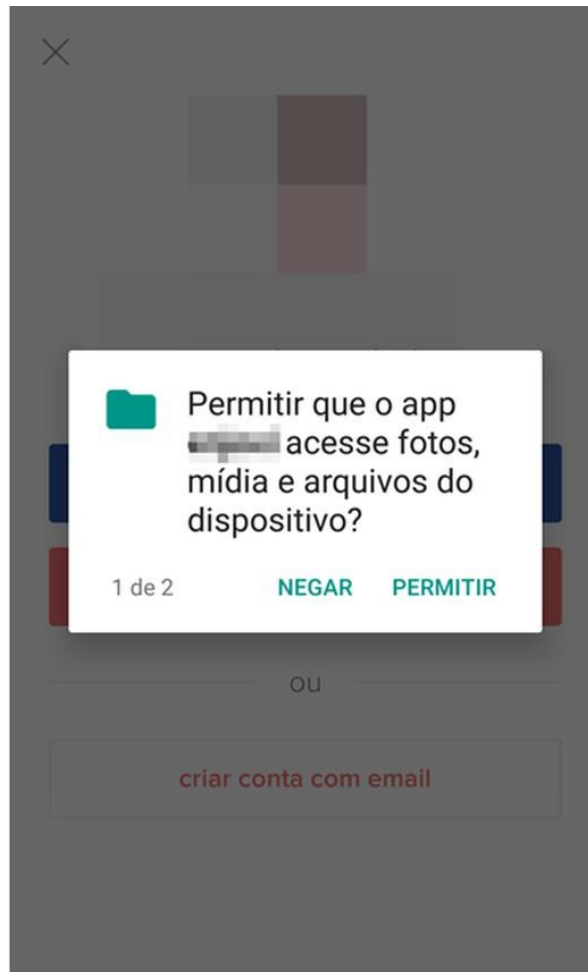 Permitir que o app
acesse fotos,
mídia e arquivos do
dispositivo?
1 de 2 NEGAR PERMITIR
ou
criar conta com email